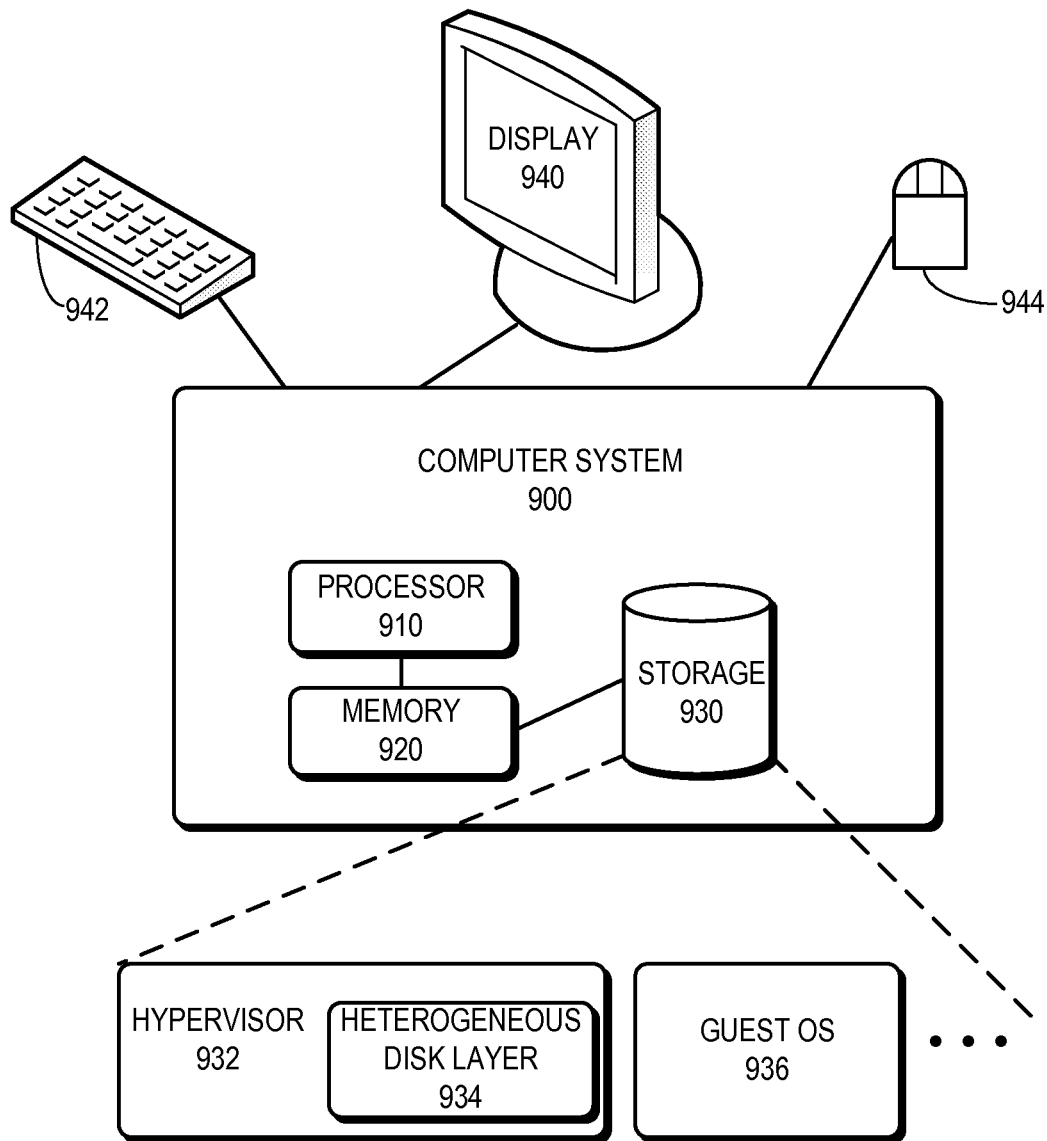 DISPLAY
940
942
944
COMPUTER SYSTEM
900
PROCESSOR
910
MEMORY
920
STORAGE
930
HYPERVISOR
932
HETEROGENEOUS
DISK LAYER
934
GUEST OS
936